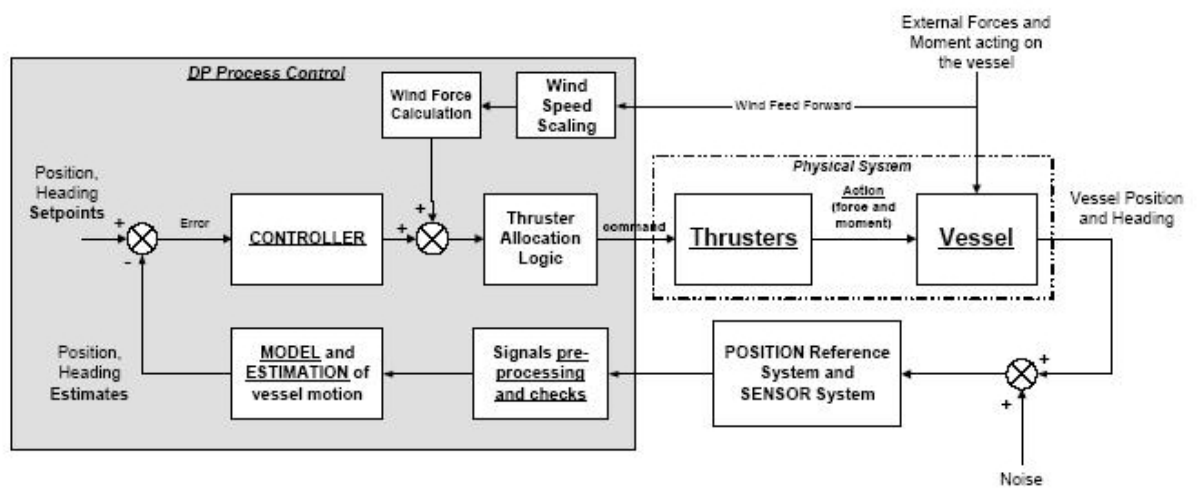 External Forces and
Moment acting on
the vessel
DP Process Control
Wind Force
Calculation
Wind
Speed
Scaling
Wind Feed Forward
Physical System
Position,
Heading
Setpoints
+
-
Error
CONTROLLER
+
+
Thruster
Allocation
Logic
command
Thrusters
Action
(force and
moment)
Vessel
Vessel Position
and Heading
Position,
Heading
Estimates
MODEL and
ESTIMATION of
vessel motion
Signals pre-
processing
and checks
POSITION Reference
System and
SENSOR System
+
+
Noise